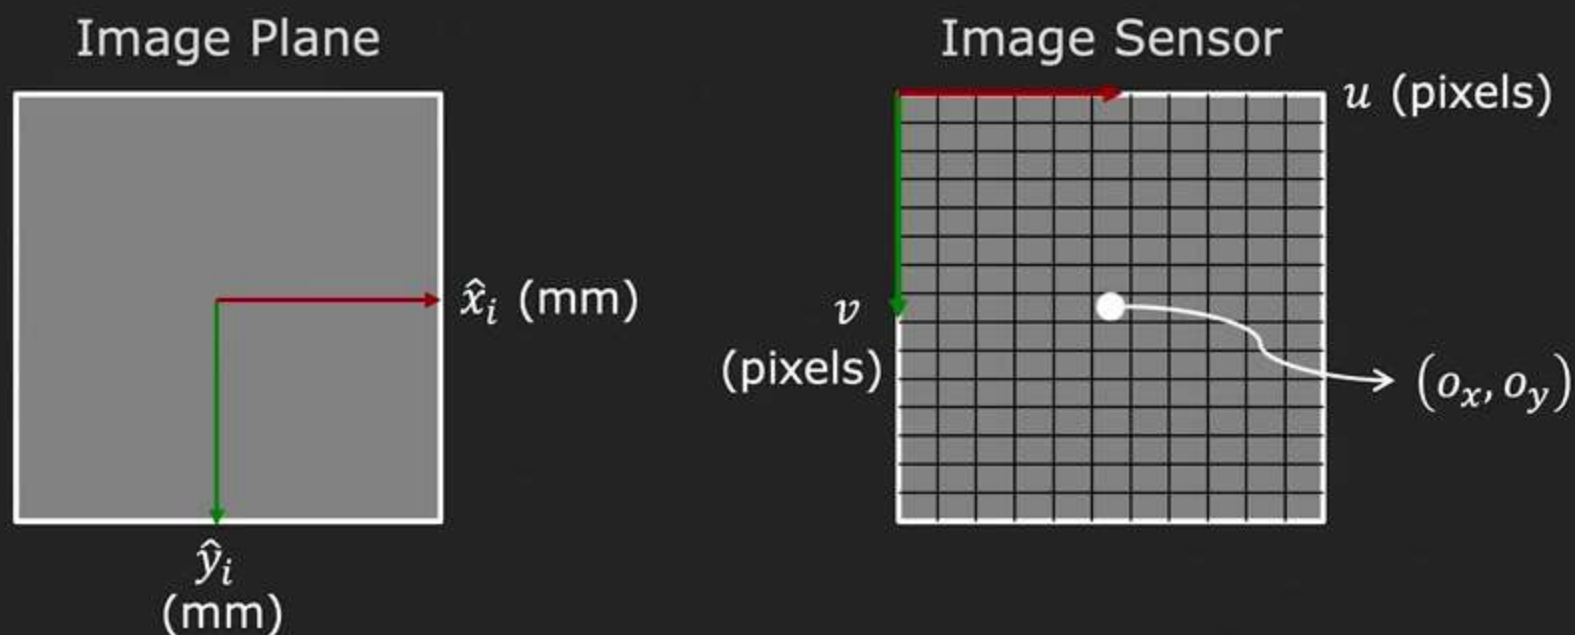 Image Plane
x̂ᵢ (mm)
ŷᵢ
(mm)
Image Sensor
u (pixels)
v
(pixels)
(oₓ, oᵧ)